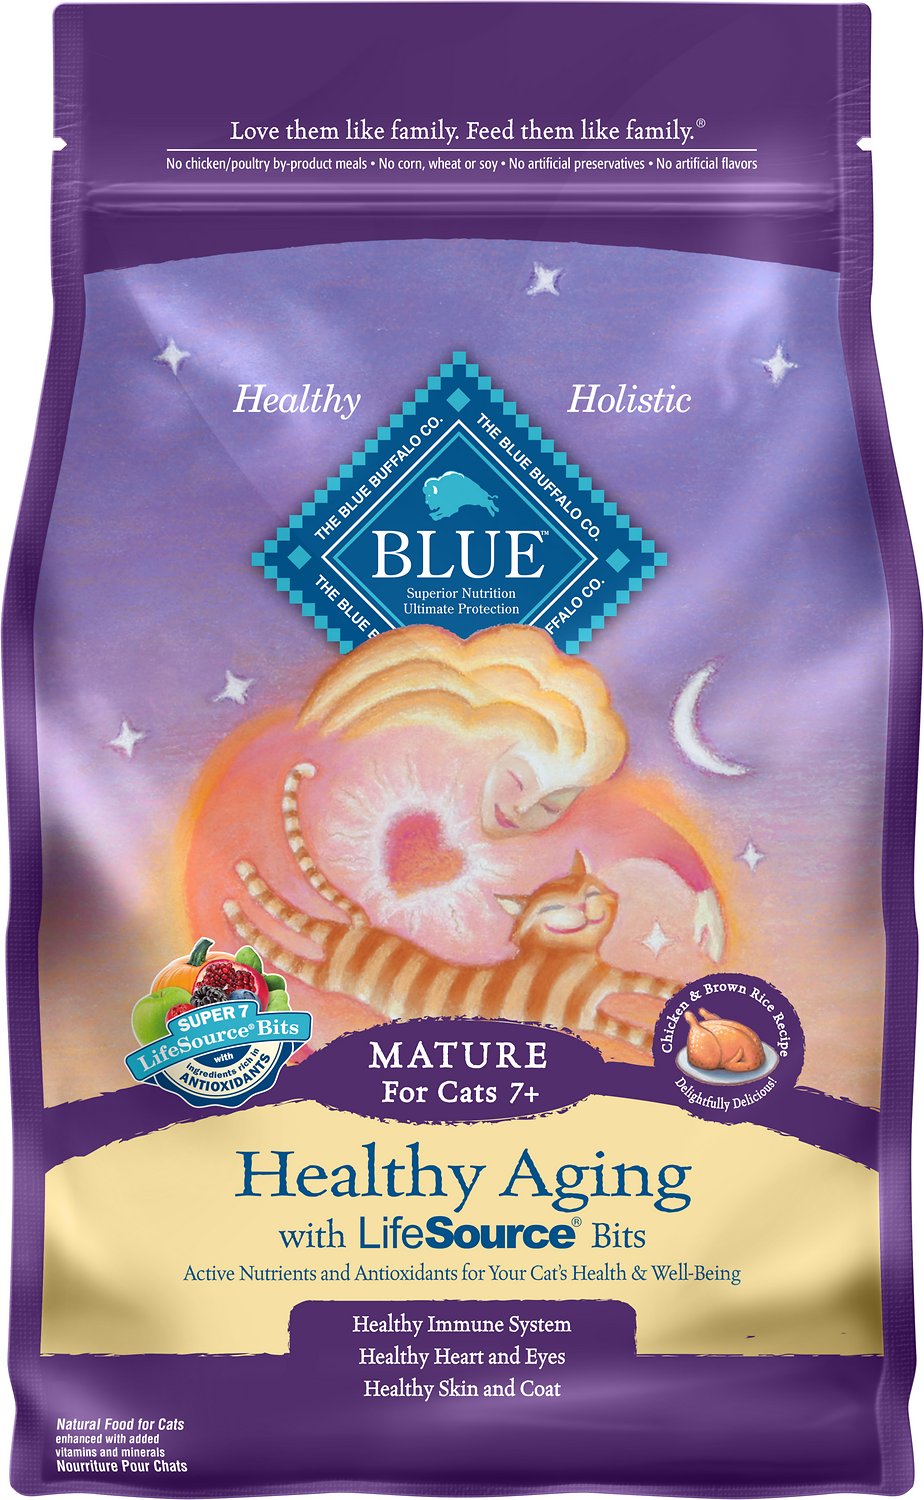 Love them like family. Feed them like family.®
No chicken/poultry by-product meals • No corn, wheat or soy • No artificial preservatives • No artificial flavors
Healthy
Holistic
THE BLUE BUFFALO CO.
THE BLUE BUFFALO CO.
BLUE™
Superior Nutrition
Ultimate Protection
THE BLUE B
FFALO CO.
SUPER 7
LifeSource® Bits
with
ingredients rich in
ANTIOXIDANTS
MATURE
For Cats 7+
Chicken & Brown Rice Recipe
Delightfully Delicious!
Healthy Aging
with LifeSource® Bits
Active Nutrients and Antioxidants for Your Cat's Health & Well-Being
Healthy Immune System
Healthy Heart and Eyes
Healthy Skin and Coat
Natural Food for Cats
enhanced with added
vitamins and minerals
Nourriture Pour Chats